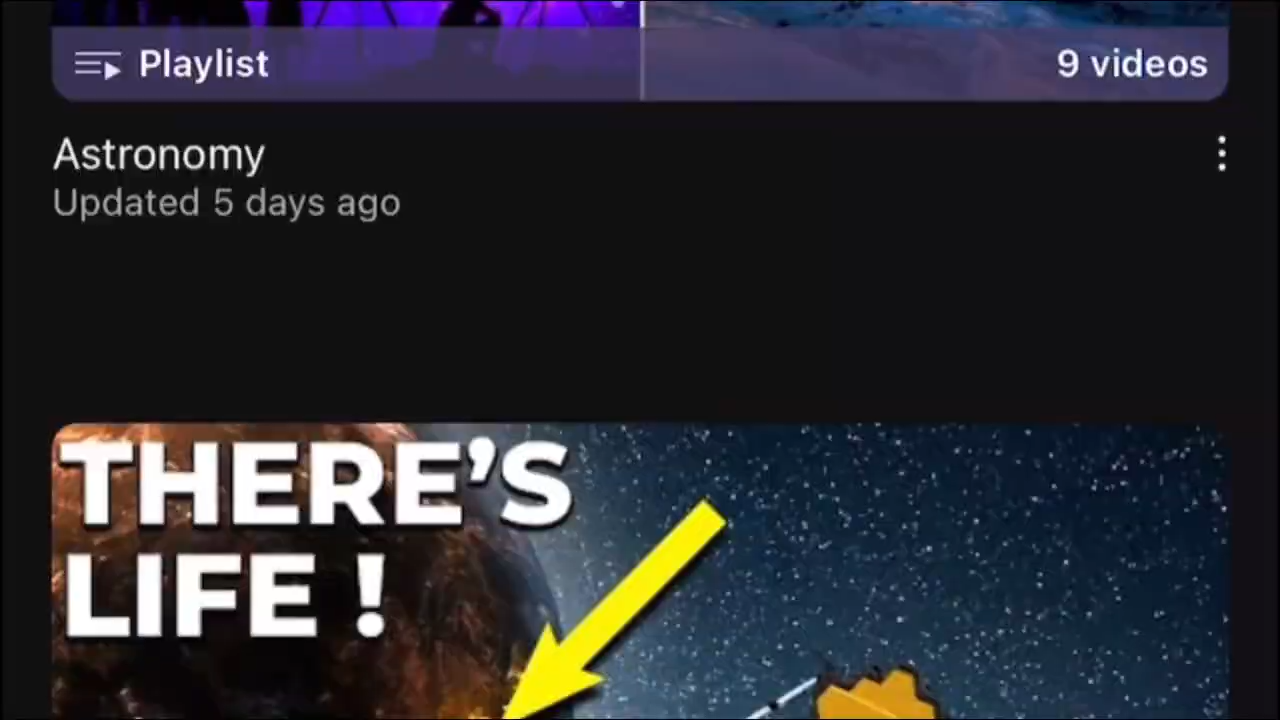 Playlist
9 videos
Astronomy
Updated 5 days ago
THERE'S
LIFE !